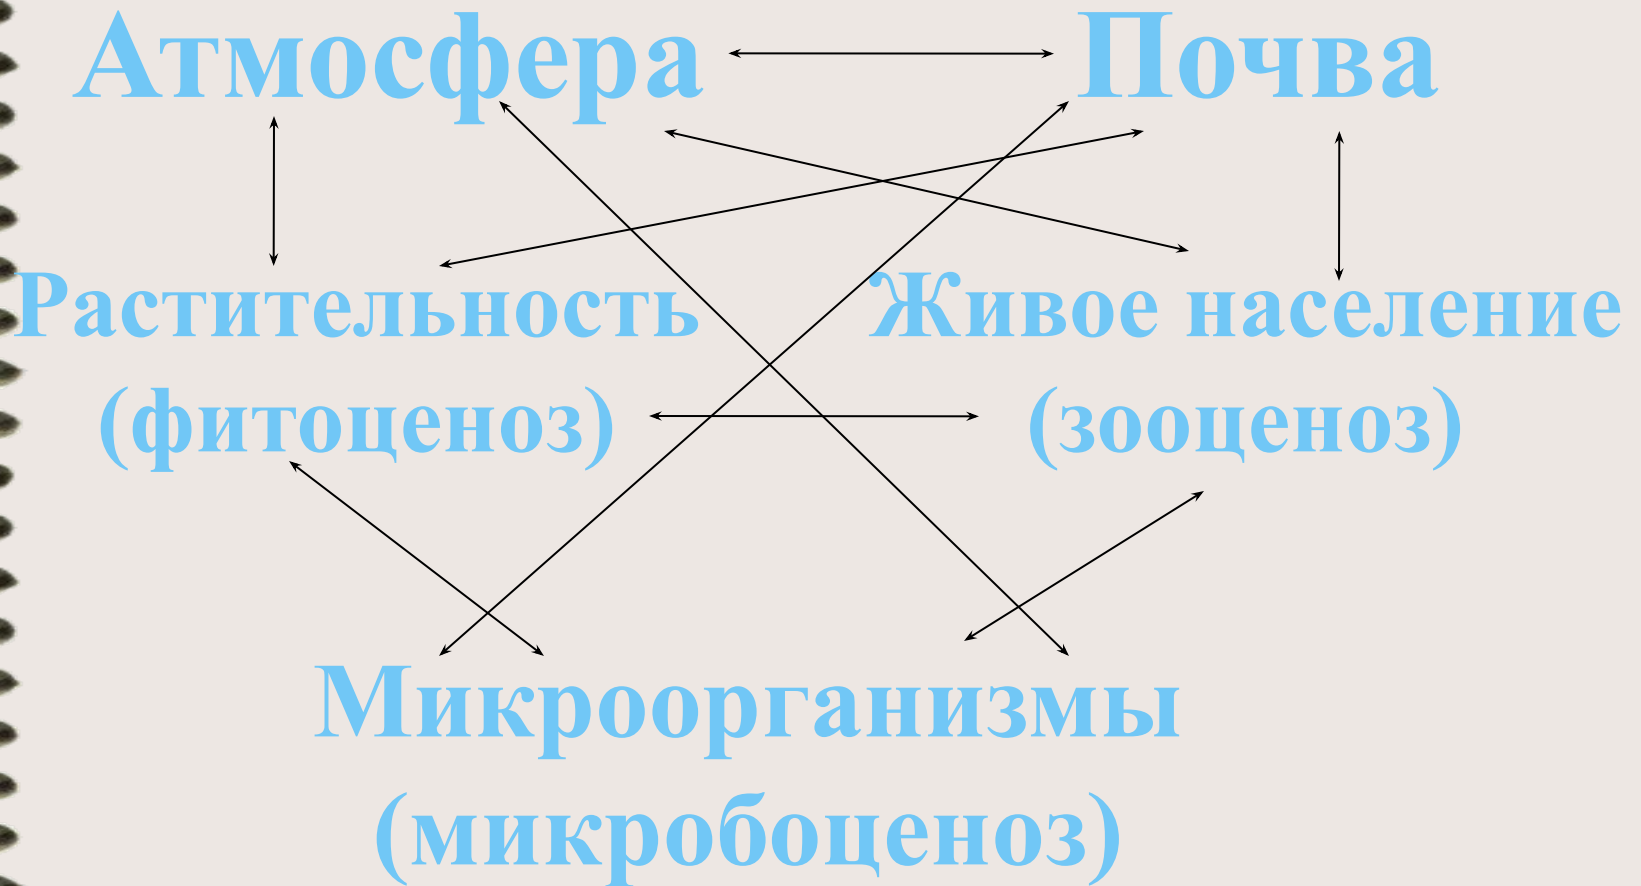 Атмосфера Почва
Растительность Живое население
(фитоценоз) (зооценоз)
Микроорганизмы
(микробоценоз)